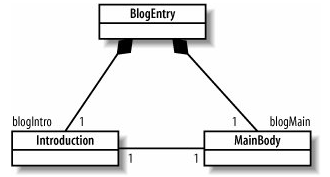 BlogEntry
blogIntro 1 1 blogMain
Introduction MainBody
1 1